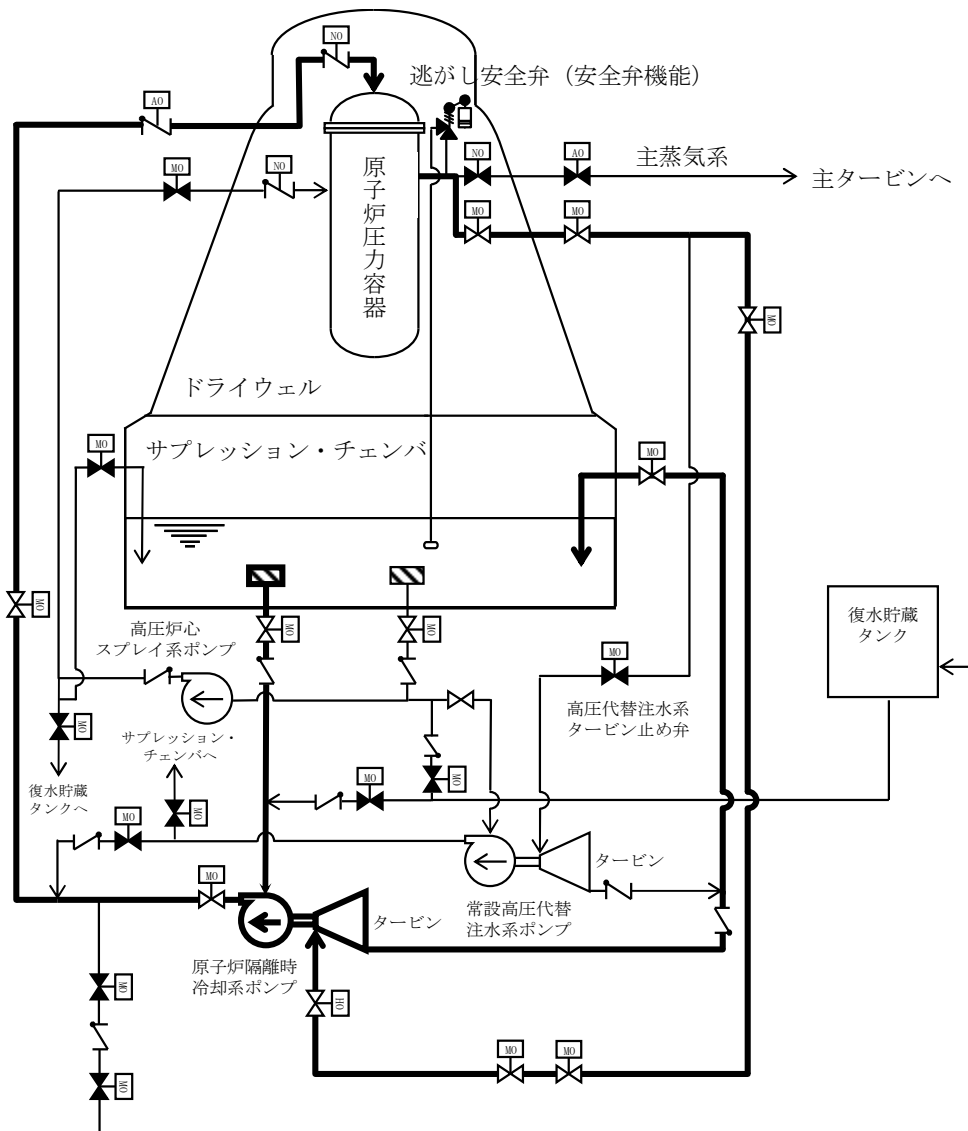 NO
逃がし安全弁(安全弁機能)
AO
NO
AO
主蒸気系
主タービンへ
MO
NO
原子炉圧力容器
MO
MO
MO
ドライウェル
サプレッション・チェンバ
MO
MO
MO
高圧炉心
スプレイ系ポンプ
MO
MO
復水貯蔵
タンク
MO
高圧代替注水系
タービン止め弁
MO
サプレッション・
チェンバへ
復水貯蔵
タンクへ
MO
MO
MO
MO
MO
タービン
常設高圧代替
注水系ポンプ
タービン
原子炉隔離時
冷却系ポンプ
MO
MO
HO
MO
MO
MO